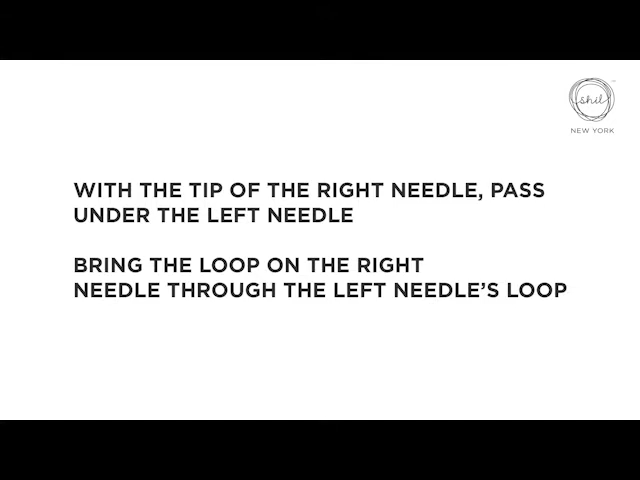 shil
NEW YORK
WITH THE TIP OF THE RIGHT NEEDLE, PASS
UNDER THE LEFT NEEDLE
BRING THE LOOP ON THE RIGHT
NEEDLE THROUGH THE LEFT NEEDLE’S LOOP